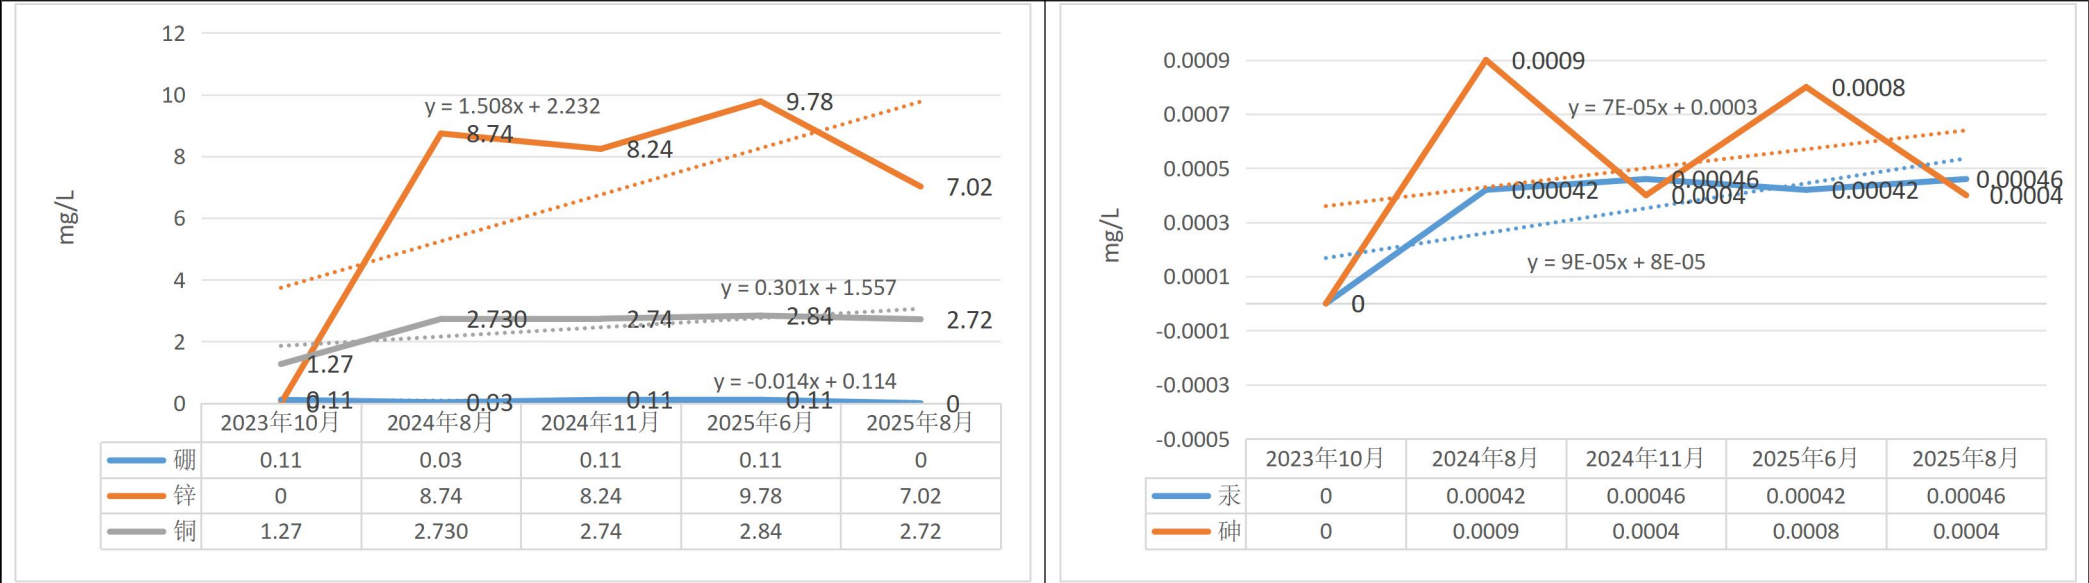 12
10
8
6
4
2
0
mg/L
y = 1.508x + 2.232
8.74
8.24
9.78
7.02
y = 0.301x + 1.557
1.27
2.730
2.74
2.84
2.72
y = -0.014x + 0.114
0
0.11
0.03
0.11
0.11
0
2023年10月 2024年8月 2024年11月 2025年6月 2025年8月
硼 0.11 0.03 0.11 0.11 0
锌 0 8.74 8.24 9.78 7.02
铜 1.27 2.730 2.74 2.84 2.72
0.0009
0.0007
0.0005
0.0003
0.0001
-0.0001
-0.0003
-0.0005
mg/L
0.0009
0.0008
y = 7E-05x + 0.0003
0.00042
0.00046
0.0004
0.00042
0.00046
0.0004
y = 9E-05x + 8E-05
0
2023年10月 2024年8月 2024年11月 2025年6月 2025年8月
汞 0 0.00042 0.00046 0.00042 0.00046
砷 0 0.0009 0.0004 0.0008 0.0004